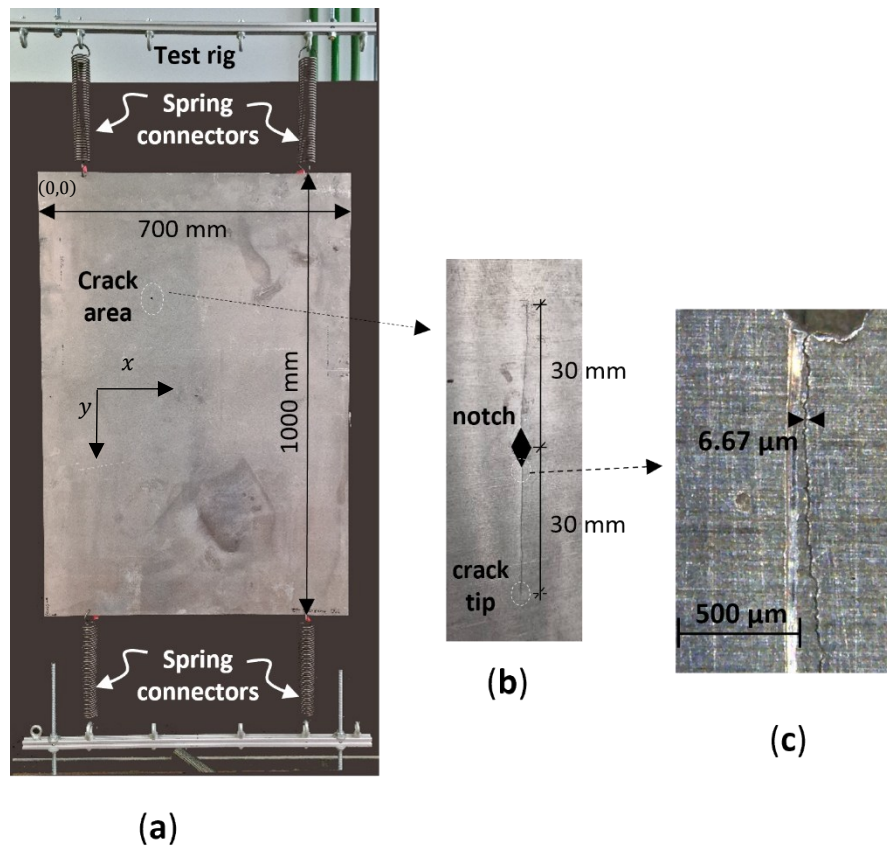 Test rig
Spring
connectors
(0,0)
700 mm
Crack
area
x
y
1000 mm
Spring
connectors
(a)
30 mm
notch
30 mm
crack
tip
(b)
6.67 µm
500 µm
(c)